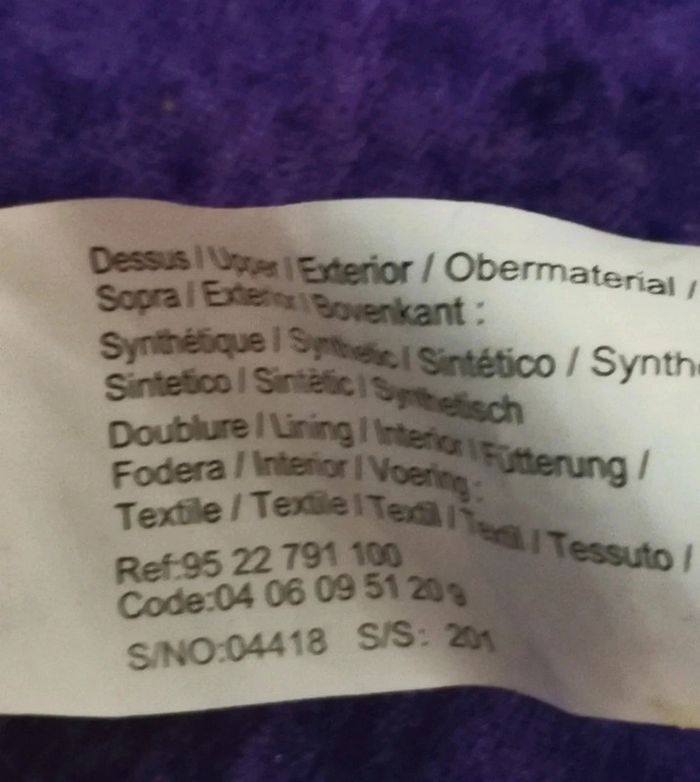 Dessus / Upper / Exterior / Obermaterial /
Sopra / Exterior / Bovenkant :
Synthétique / Synthetic / Sintético / Synth
Sintetico / Sintètic / Synthetisch
Doublure / Lining / Interior / Fütterung /
Fodera / Interior / Voering :
Textile / Textile / Textil / Textil / Tessuto /
Ref:95 22 791 100
Code:04 06 09 51 20 9
S/NO:04418 S/S: 201